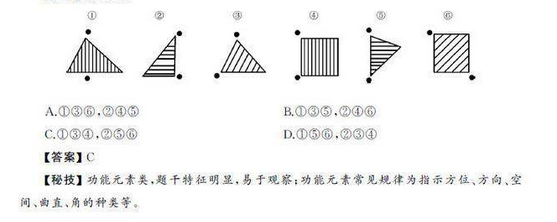 ① ② ③ ④ ⑤ ⑥
A.①③⑥,②④⑤ B.①③⑤,②④⑥
C.①③④,②⑤⑥ D.①⑤⑥,②③④
【答案】C
【秘技】功能元素类,题干特征明显,易于观察;功能元素常见规律为指示方位、方向、空
间、曲直、角的种类等。